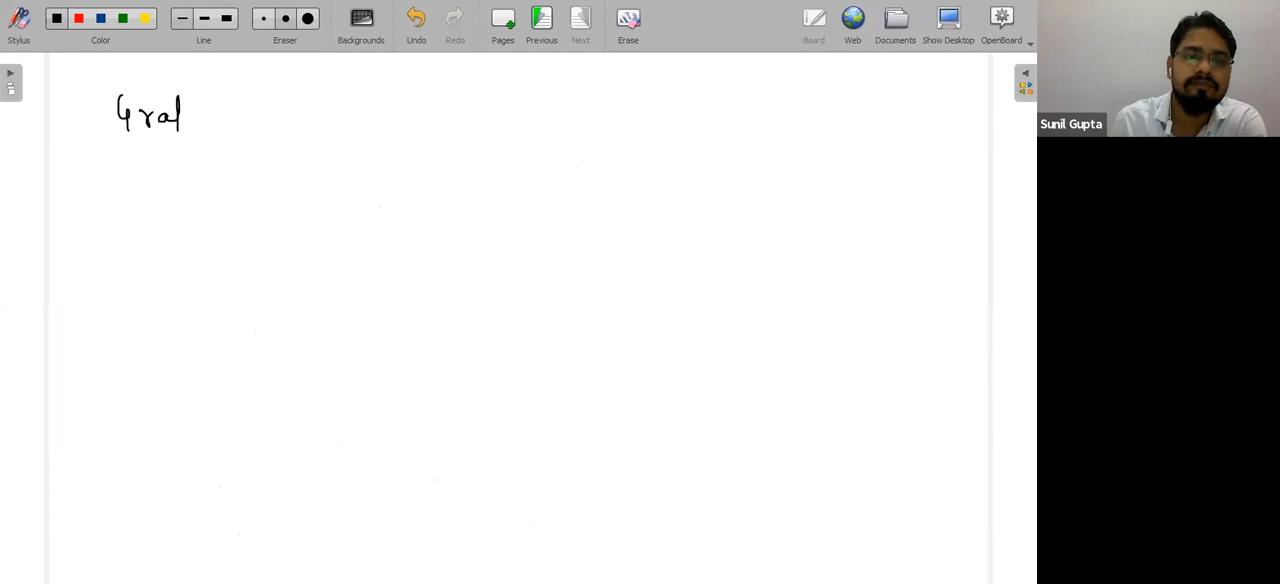 Stylus
Color
Line
Eraser
Backgrounds
Undo
Redo
Pages
Previous
Next
Erase
Board
Web
Documents
Show Desktop
OpenBoard
Sunil Gupta
Gral